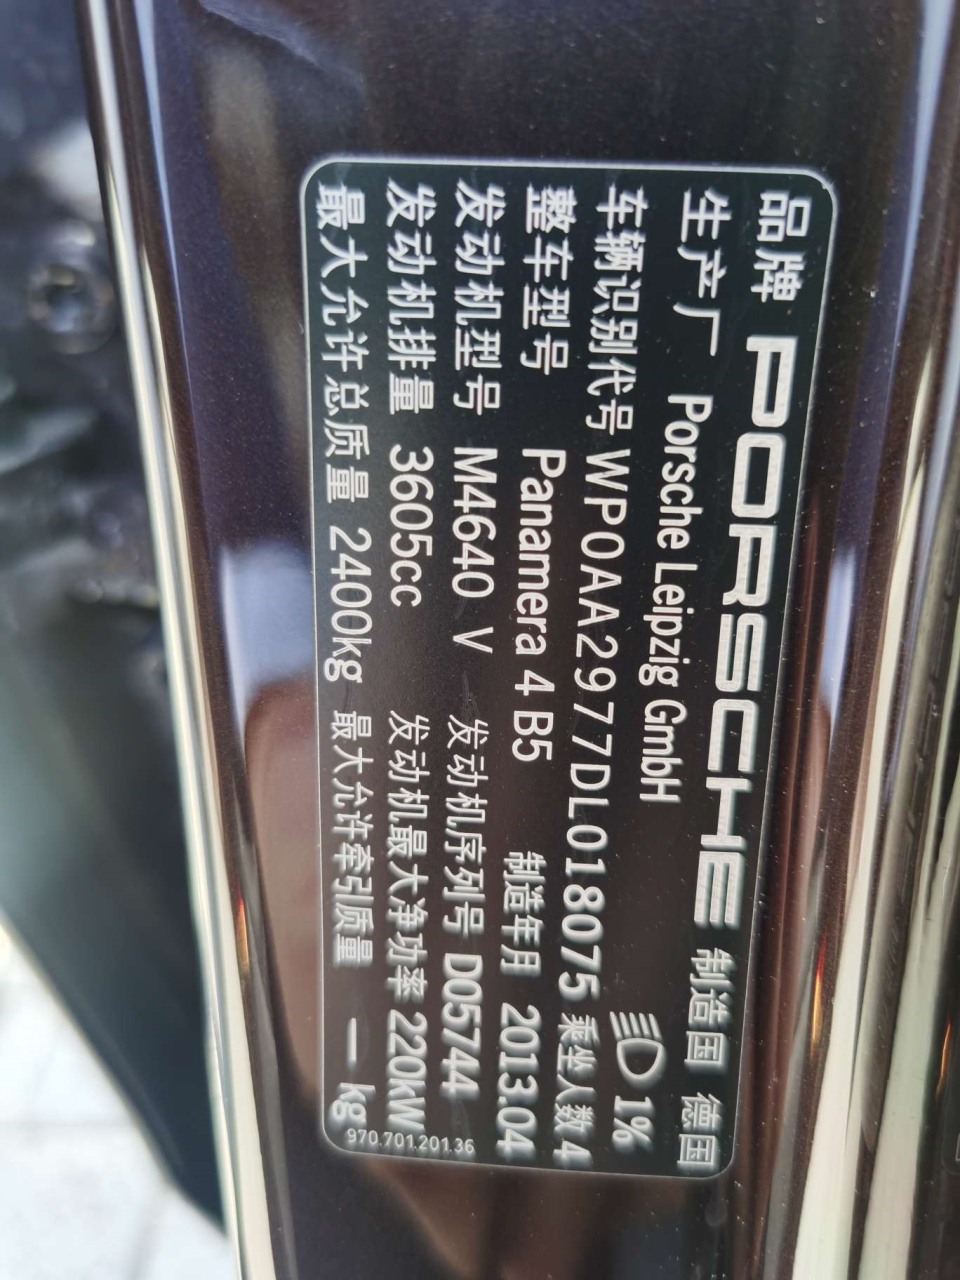 品牌 PORSCHE 制造国 德国
生产厂 Porsche Leipzig GmbH 1%
车辆识别代号 WP0AA2977DL018075 乘坐人数 4
整车型号 Panamera 4 B5 制造年月 2013.04
发动机型号 M4640 V 发动机序列号 D05744
发动机排量 3605cc 发动机最大净功率 220kW
最大允许总质量 2400kg 最大允许牵引质量 — kg
970.701.201.36